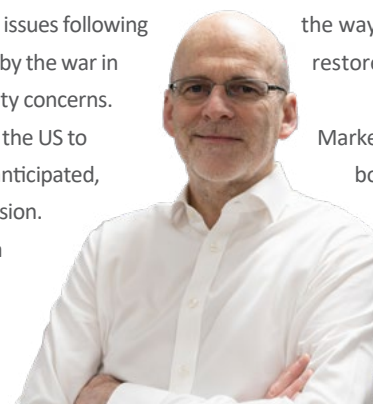 issues following
by the war in
ty concerns.
the US to
nticipated,
sion.
the way
restore
Marke
bo